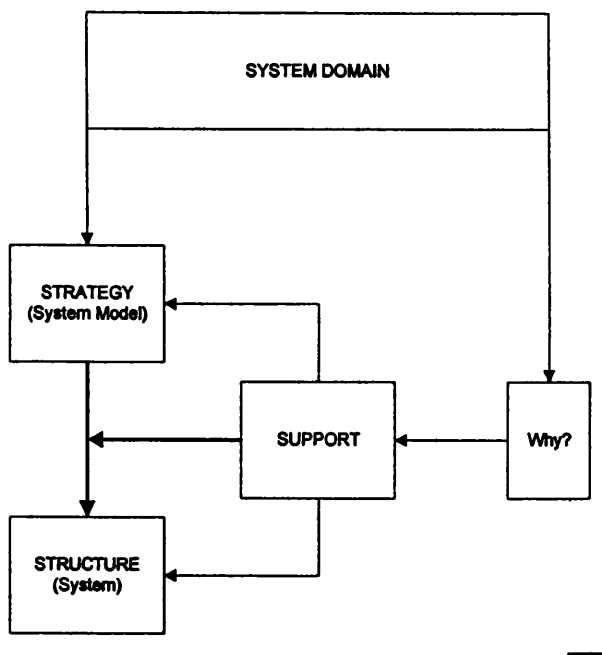 SYSTEM DOMAIN
STRATEGY
(System Model)
SUPPORT
Why?
STRUCTURE
(System)